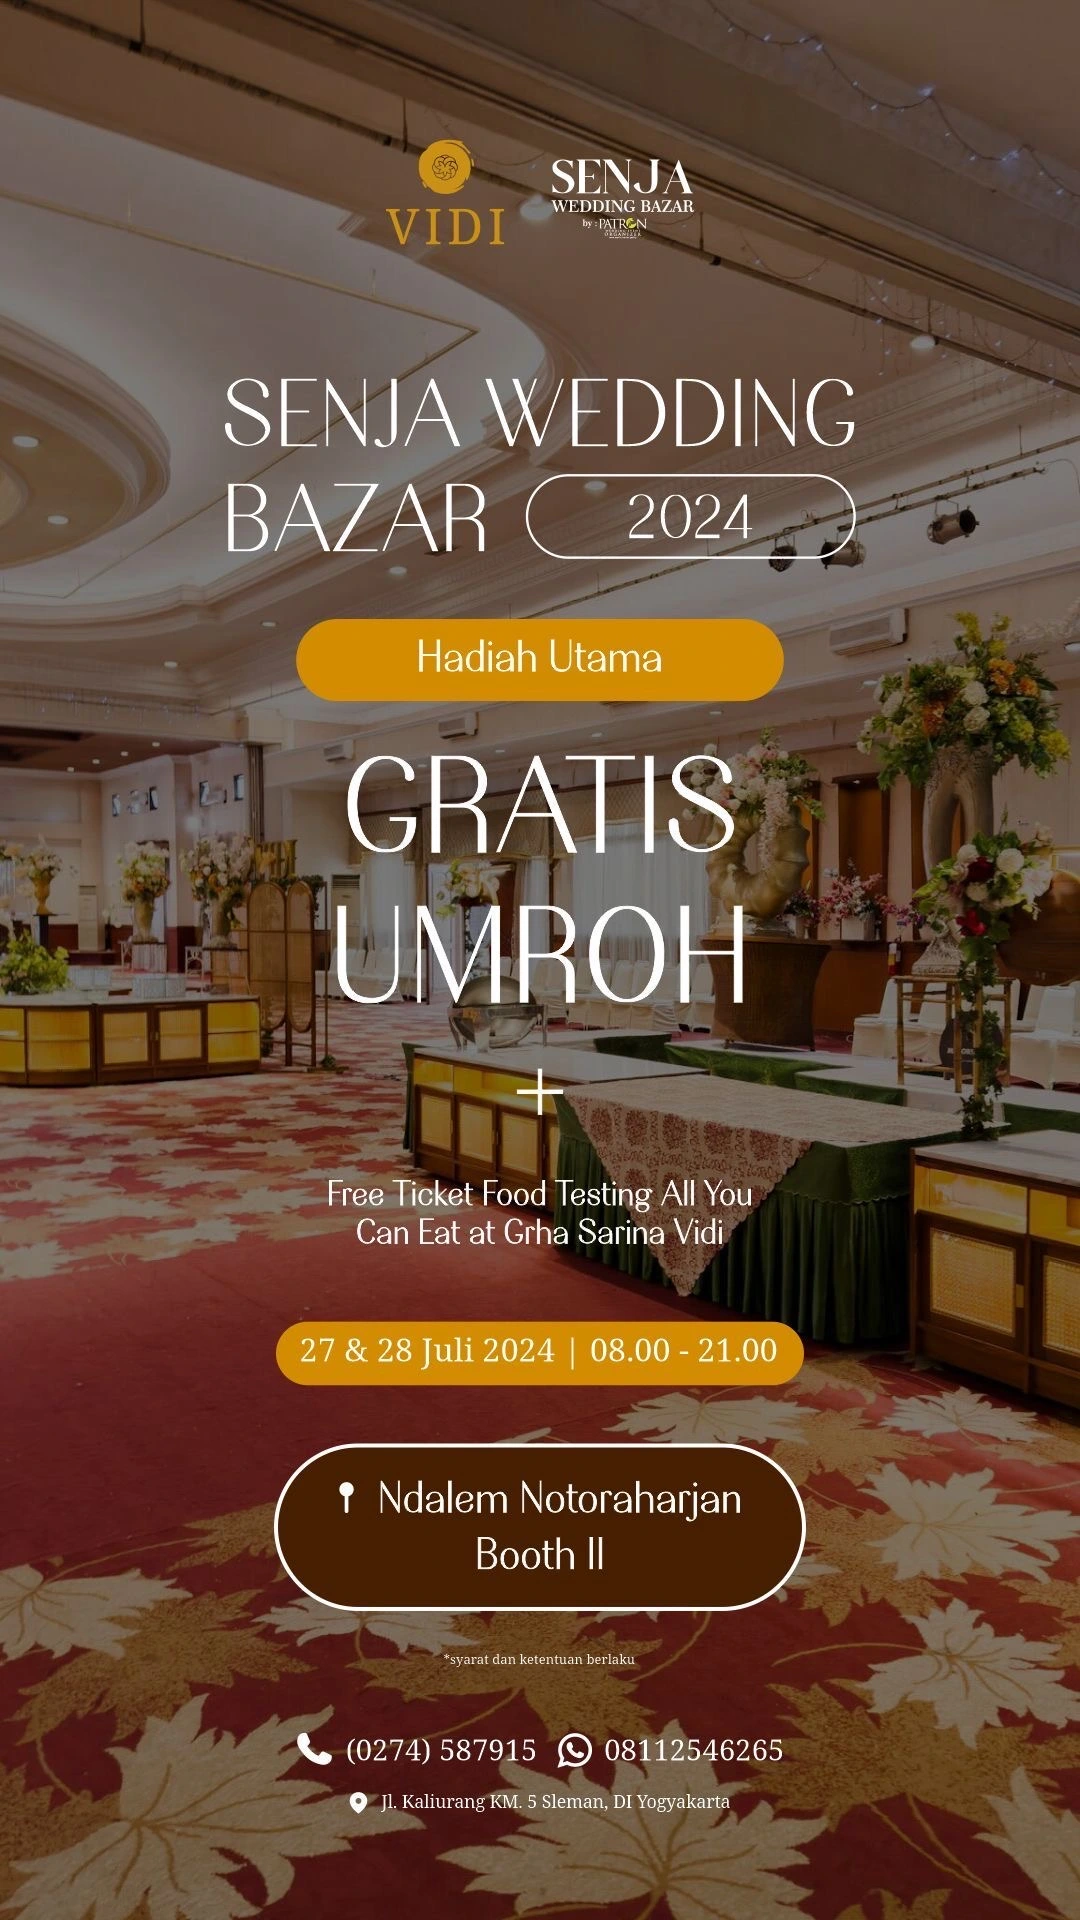 VIDI
SENJA
WEDDING BAZAR
by : PATRON
ORGANIZER
SENJA WEDDING
BAZAR 2024
Hadiah Utama
GRATIS
UMROH
+
Free Ticket Food Testing All You
Can Eat at Grha Sarina Vidi
27 & 28 Juli 2024 | 08.00 - 21.00
Ndalem Notoraharjan
Booth II
*syarat dan ketentuan berlaku
(0274) 587915 08112546265
Jl. Kaliurang KM. 5 Sleman, DI Yogyakarta